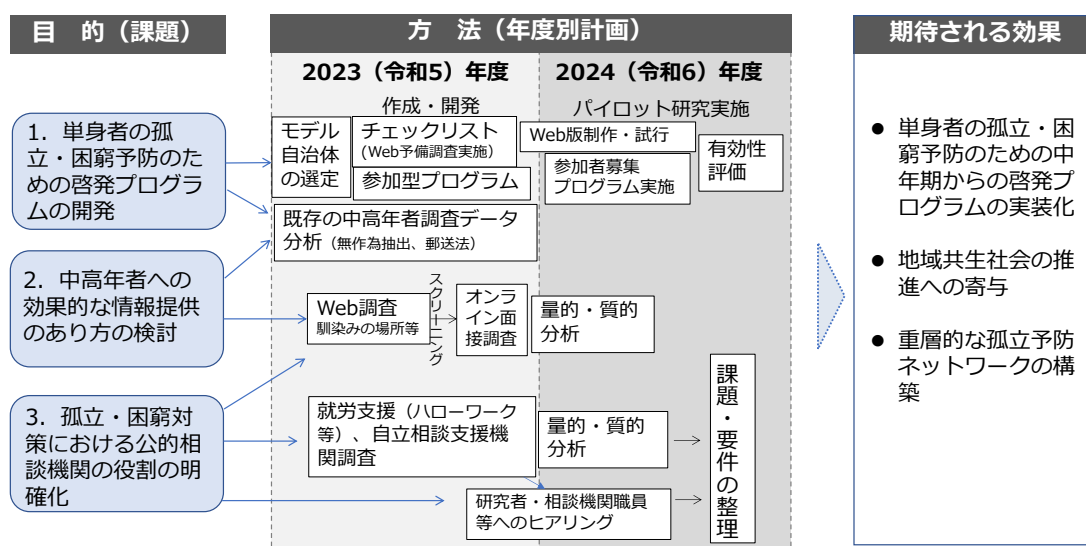 目　的（課題）
方　法（年度別計画）
期待される効果
2023（令和5）年度
2024（令和6）年度
作成・開発
パイロット研究実施
1．単身者の孤
立・困窮予防のた
めの啓発プログラ
ムの開発
モデル
自治体
の選定
チェックリスト
(Web予備調査実施)
参加型プログラム
Web版制作・試行
参加者募集
プログラム実施
有効性
評価
既存の中高年者調査データ
分析（無作為抽出、郵送法）
2．中高年者への
効果的な情報提供
のあり方の検討
Web調査
馴染みの場所等
スクリーニング
オンラ
イン面
接調査
量的・質的
分析
3．孤立・困窮対
策における公的相
談機関の役割の明
確化
就労支援（ハローワーク
等）、自立相談支援機
関調査
量的・質的
分析
研究者・相談機関職員
等へのヒアリング
課題・要件の整理
● 単身者の孤立・困
窮予防のための中
年期からの啓発プ
ログラムの実装化
● 地域共生社会の推
進への寄与
● 重層的な孤立予防
ネットワークの構
築